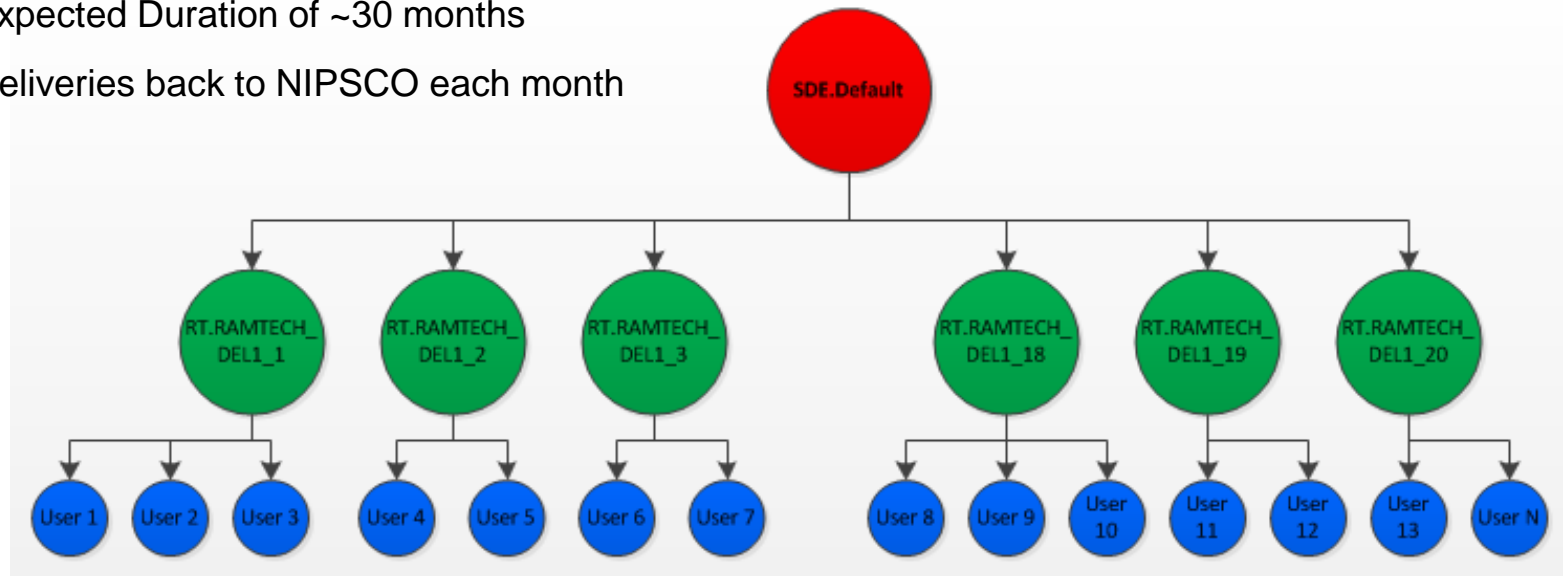 xpected Duration of ~30 months
eliveries back to NIPSCO each month
SDE.Default
RT.RAMTECH_
DEL1_1
RT.RAMTECH_
DEL1_2
RT.RAMTECH_
DEL1_3
RT.RAMTECH_
DEL1_18
RT.RAMTECH_
DEL1_19
RT.RAMTECH_
DEL1_20
User 1
User 2
User 3
User 4
User 5
User 6
User 7
User 8
User 9
User
10
User
11
User
12
User
13
User N